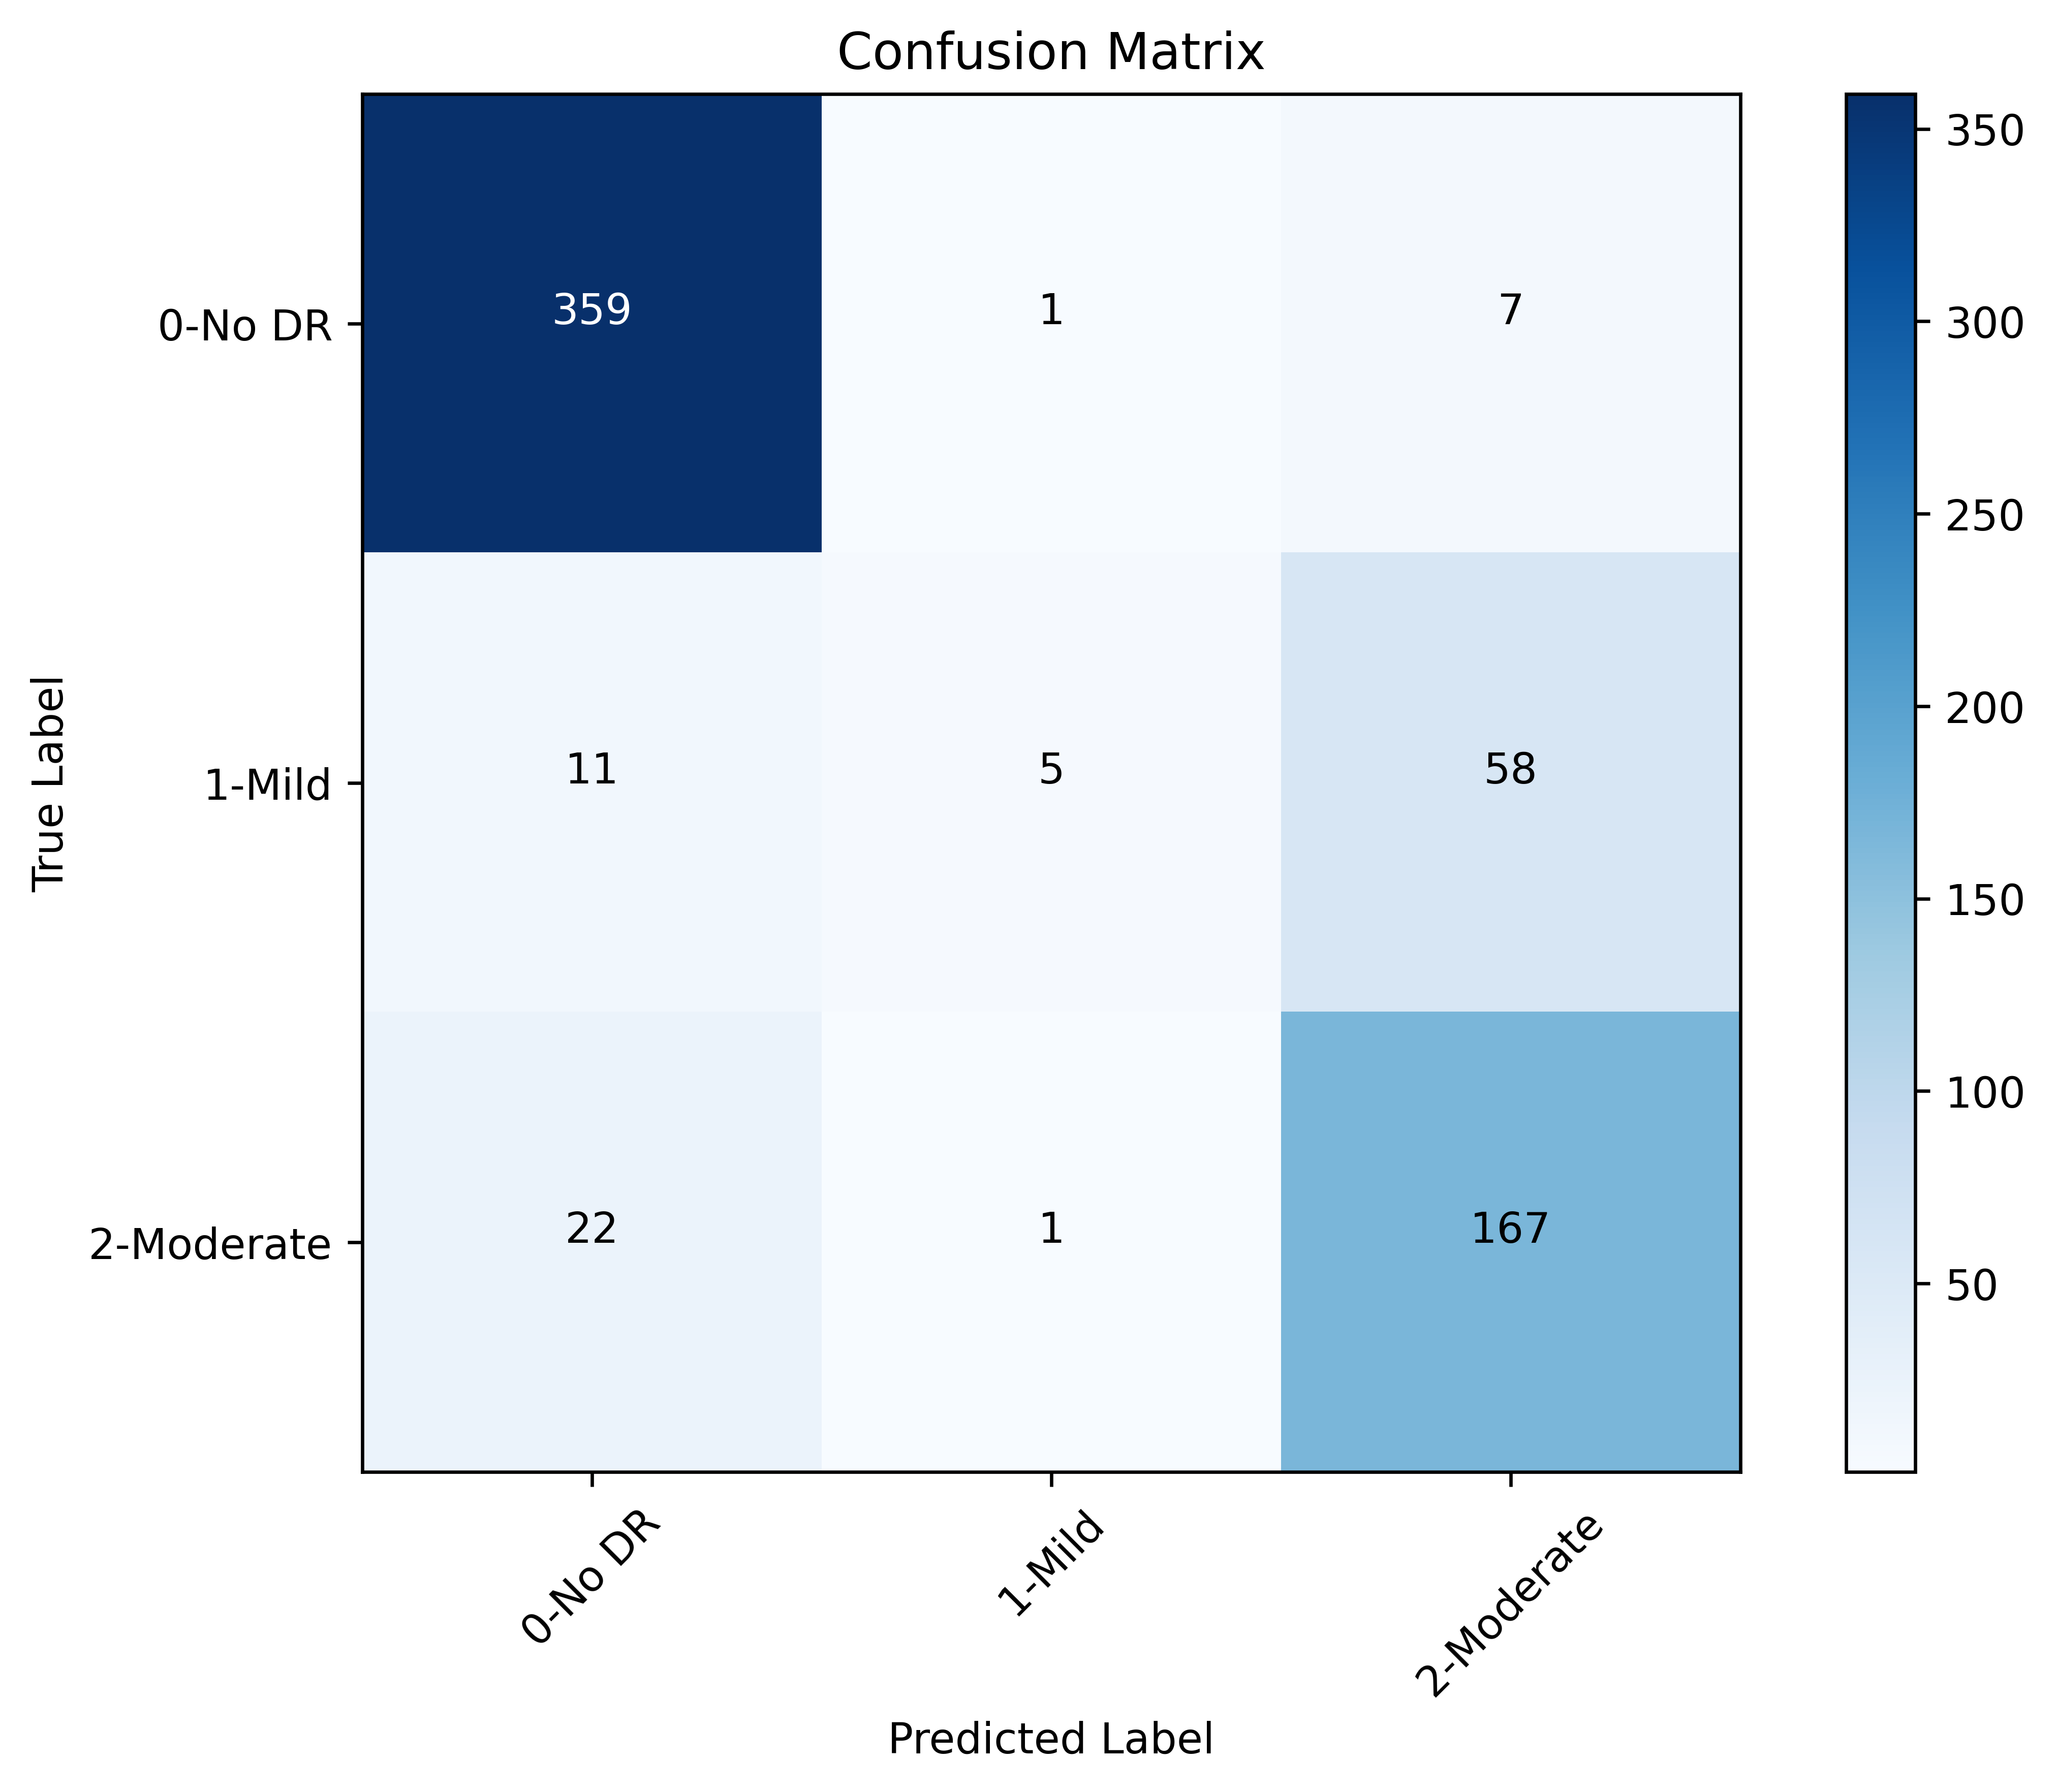 Confusion Matrix
True Label
0-No DR
359
1
7
1-Mild
11
5
58
2-Moderate
22
1
167
0-No DR
1-Mild
2-Moderate
Predicted Label
350
300
250
200
150
100
50